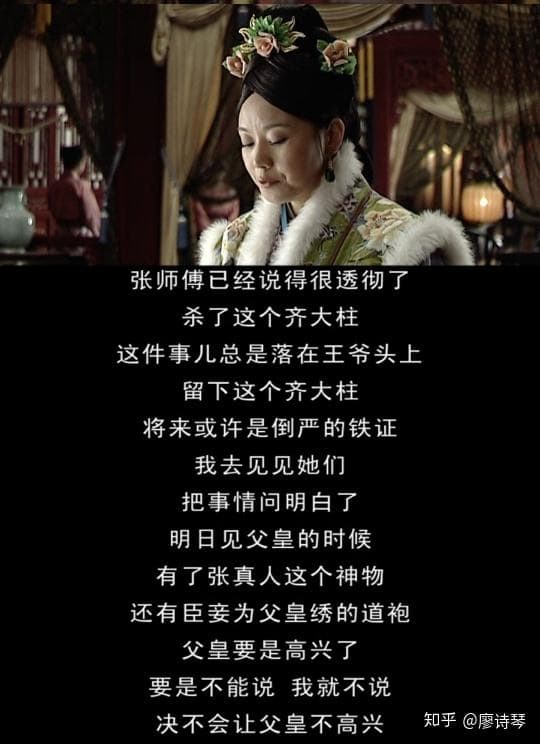 张师傅已经说得很透彻了
杀了这个齐大柱
这件事儿总是落在王爷头上
留下这个齐大柱
将来或许是倒严的铁证
我去见见她们
把事情问明白了
明日见父皇的时候
有了张真人这个神物
还有臣妾为父皇绣的道袍
父皇要是高兴了
要是不能说 我就不说
决不会让父皇不高兴
知乎 @廖诗琴